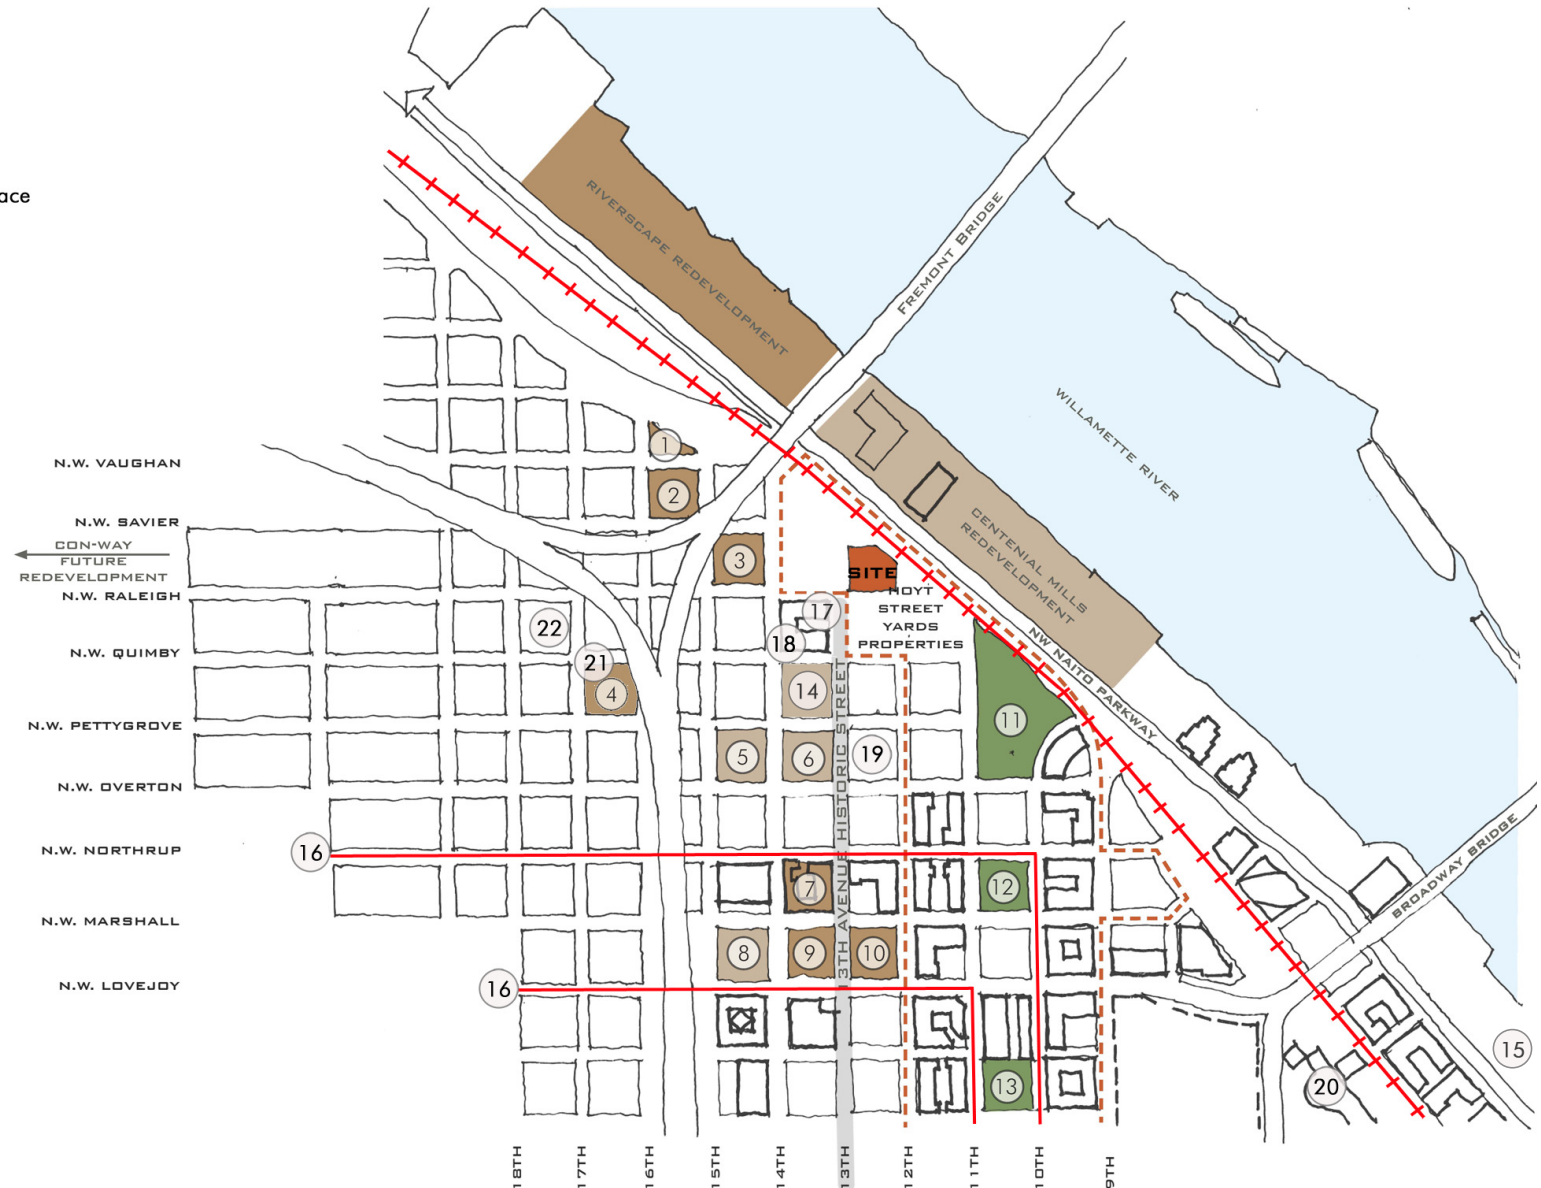 ace
RIVERSCAPE REDEVELOPMENT
FREMONT BRIDGE
WILLAMETTE RIVER
1
N.W. VAUGHAN
2
N.W. SAVIER
CENTENIAL MILLS
REDEVELOPMENT
CON-WAY
FUTURE
REDEVELOPMENT
3
SITE
N.W. RALEIGH
HOYT
STREET
YARDS
PROPERTIES
17
22
18
N.W. QUIMBY
21
4
14
NW NAITO PARKWAY
11
N.W. PETTYGROVE
5
6
19
N.W. OVERTON
13TH AVENUE HISTORIC STREET
16
N.W. NORTHRUP
BROADWAY BRIDGE
7
12
N.W. MARSHALL
8
9
10
16
N.W. LOVEJOY
15
13
20
18TH
17TH
16TH
15TH
14TH
13TH
12TH
11TH
10TH
9TH